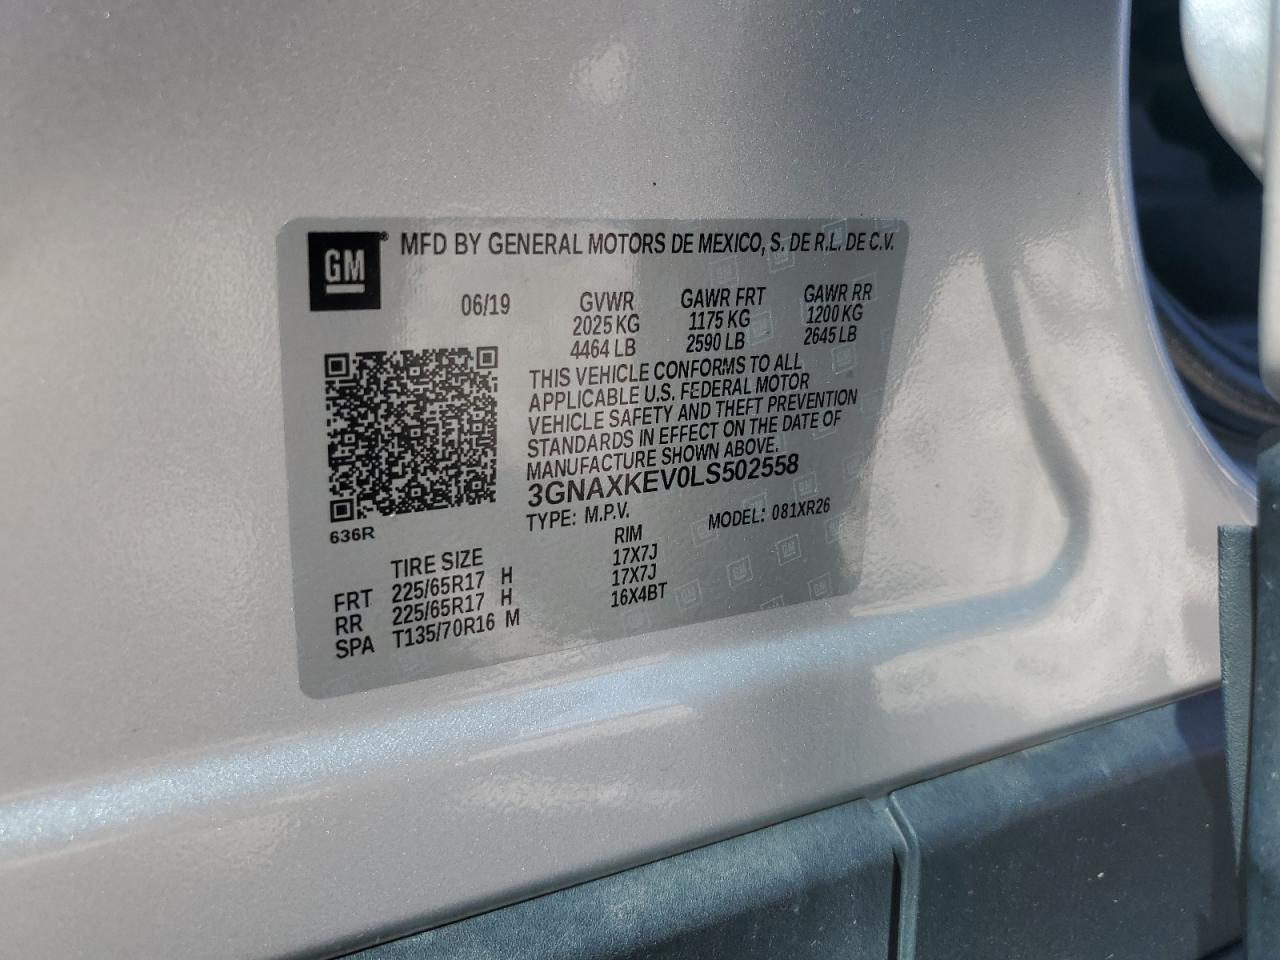 GM ® MFD BY GENERAL MOTORS DE MEXICO, S. DE R.L. DE C.V.
06/19 GVWR GAWR FRT GAWR RR
2025 KG 1175 KG 1200 KG
4464 LB 2590 LB 2645 LB
THIS VEHICLE CONFORMS TO ALL
APPLICABLE U.S. FEDERAL MOTOR
VEHICLE SAFETY AND THEFT PREVENTION
STANDARDS IN EFFECT ON THE DATE OF
MANUFACTURE SHOWN ABOVE.
3GNAXKEV0LS502558
TYPE: M.P.V. MODEL: 081XR26
636R
TIRE SIZE RIM
FRT 225/65R17 H 17X7J
RR 225/65R17 H 17X7J
SPA T135/70R16 M 16X4BT